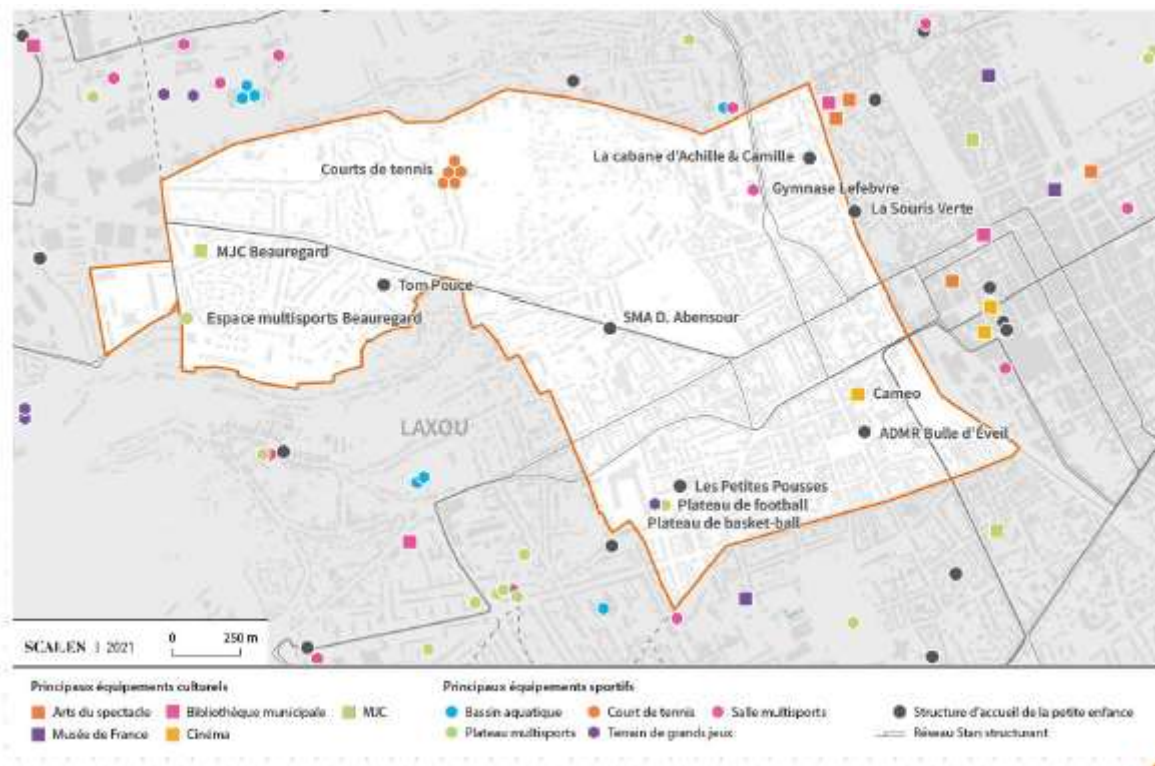 La cabane d'Achille & Camille
Courts de tennis
Gymnase Lefebvre
La Souris Verte
MJC Beauregard
Tom Pouce
Espace multisports Beauregard
SMA D. Abensour
Cameo
LAXOU
ADMR Bulle d'Éveil
Les Petites Pousses
Plateau de football
Plateau de basket-ball
SCALEN | 2021
0 250 m
Principaux équipements culturels
Arts du spectacle
Bibliothèque municipale
MJC
Musée de France
Cinéma
Principaux équipements sportifs
Bassin aquatique
Court de tennis
Salle multisports
Plateau multisports
Terrain de grands jeux
Structure d'accueil de la petite enfance
Réseau Stan structurant